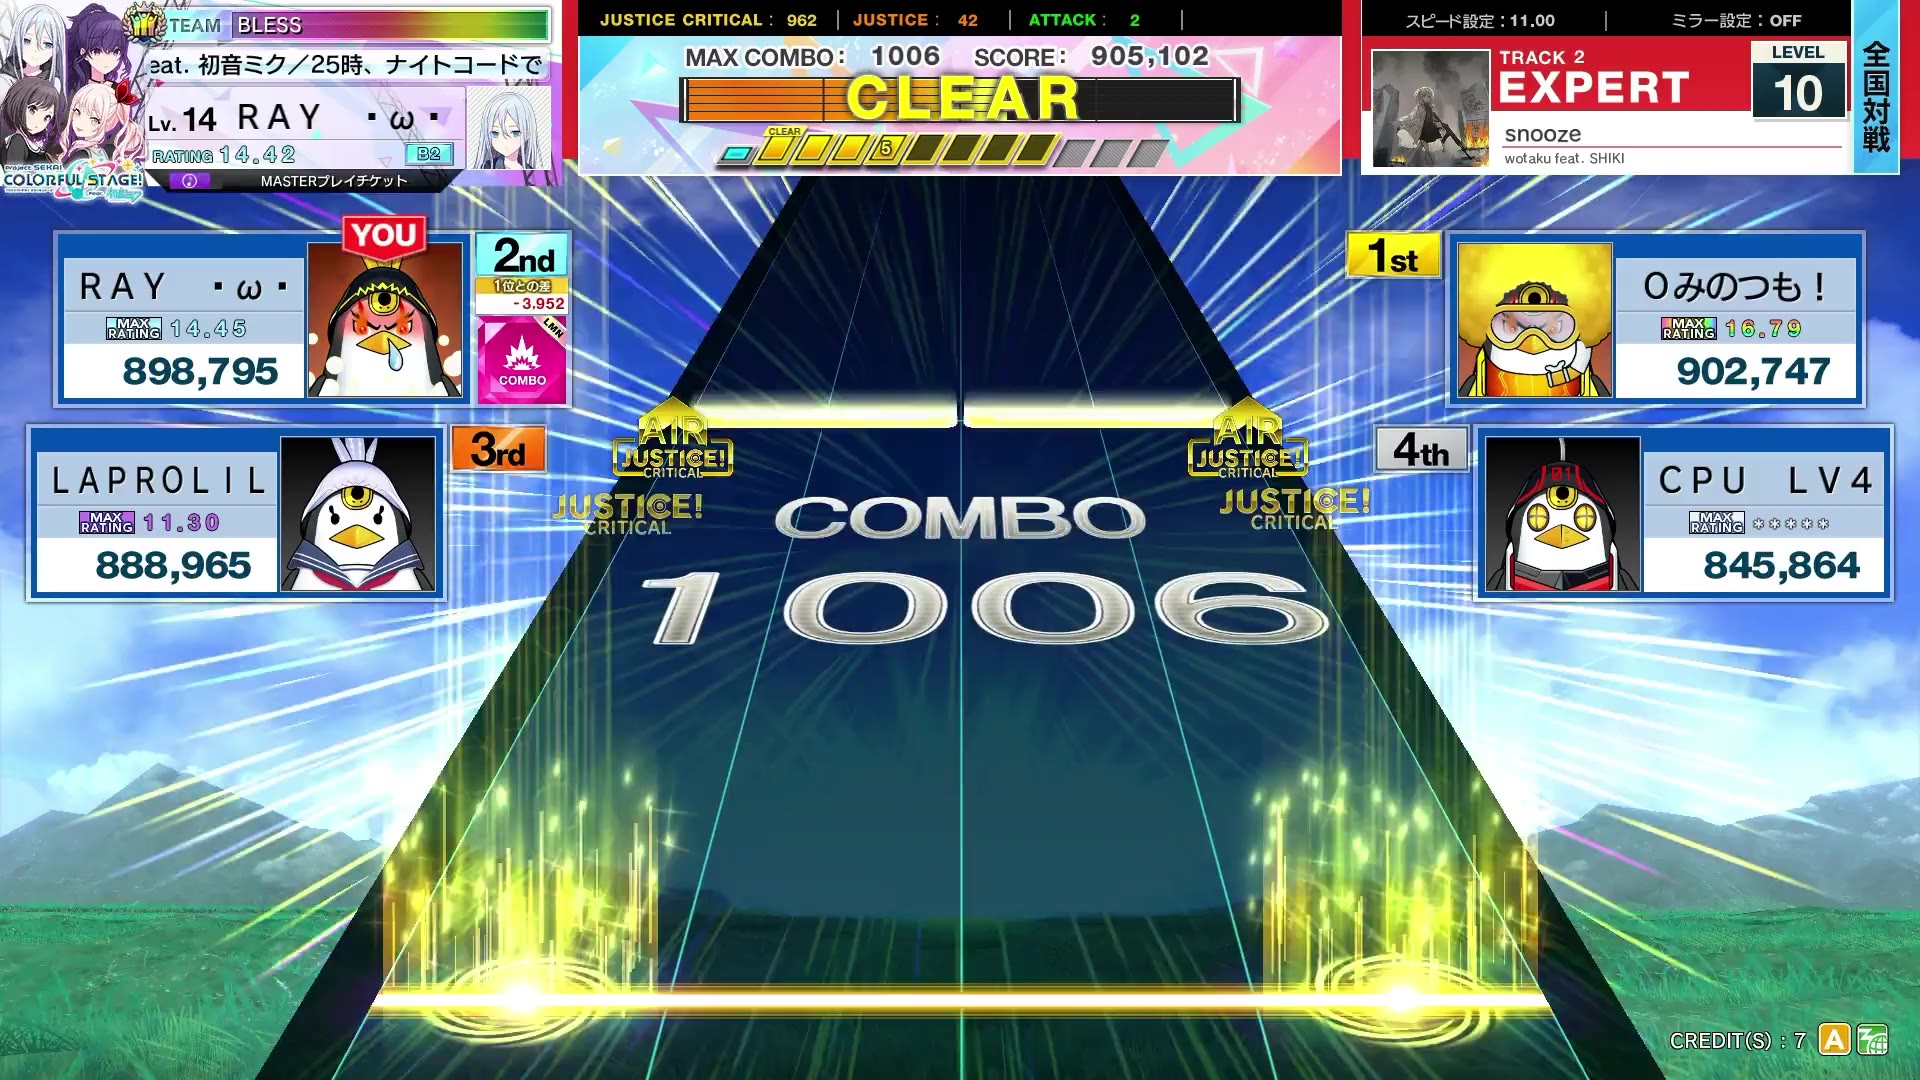 TEAM BLESS
eat. 初音ミク／25時、ナイトコードで
Lv. 14 RAY ・ω・
RATING 14.42 B2
PROJECT SEKAI
COLORFUL STAGE!
MASTERプレイチケット
JUSTICE CRITICAL : 962 | JUSTICE : 42 | ATTACK : 2 |
MAX COMBO: 1006 SCORE: 905,102
CLEAR
CLEAR
5
スピード設定 : 11.00 | ミラー設定 : OFF
TRACK 2
EXPERT
LEVEL
10
snooze
wotaku feat. SHIKI
全国対戦
YOU
RAY ・ω・
MAX RATING 14.45
898,795
2nd
1位との差
-3,952
LMN
COMBO
1st
Oみのつも！
MAX RATING 16.79
902,747
LAPROLIL
MAX RATING 11.30
888,965
3rd
4th
CPU LV4
MAX RATING *****
845,864
01
AIR
JUSTICE!
CRITICAL
AIR
JUSTICE!
CRITICAL
JUSTICE!
CRITICAL
JUSTICE!
CRITICAL
COMBO
1006
CREDIT(S) : 7 A